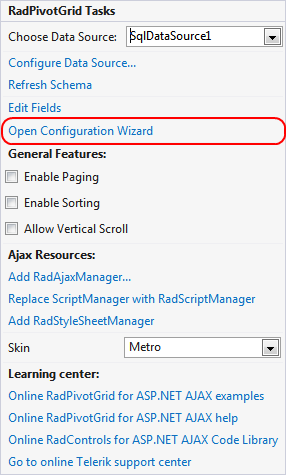 RadPivotGrid Tasks
Choose Data Source: SqlDataSource1
Configure Data Source...
Refresh Schema
Edit Fields
Open Configuration Wizard
General Features:
Enable Paging
Enable Sorting
Allow Vertical Scroll
Ajax Resources:
Add RadAjaxManager...
Replace ScriptManager with RadScriptManager
Add RadStyleSheetManager
Skin Metro
Learning center:
Online RadPivotGrid for ASP.NET AJAX examples
Online RadPivotGrid for ASP.NET AJAX help
Online RadControls for ASP.NET AJAX Code Library
Go to online Telerik support center